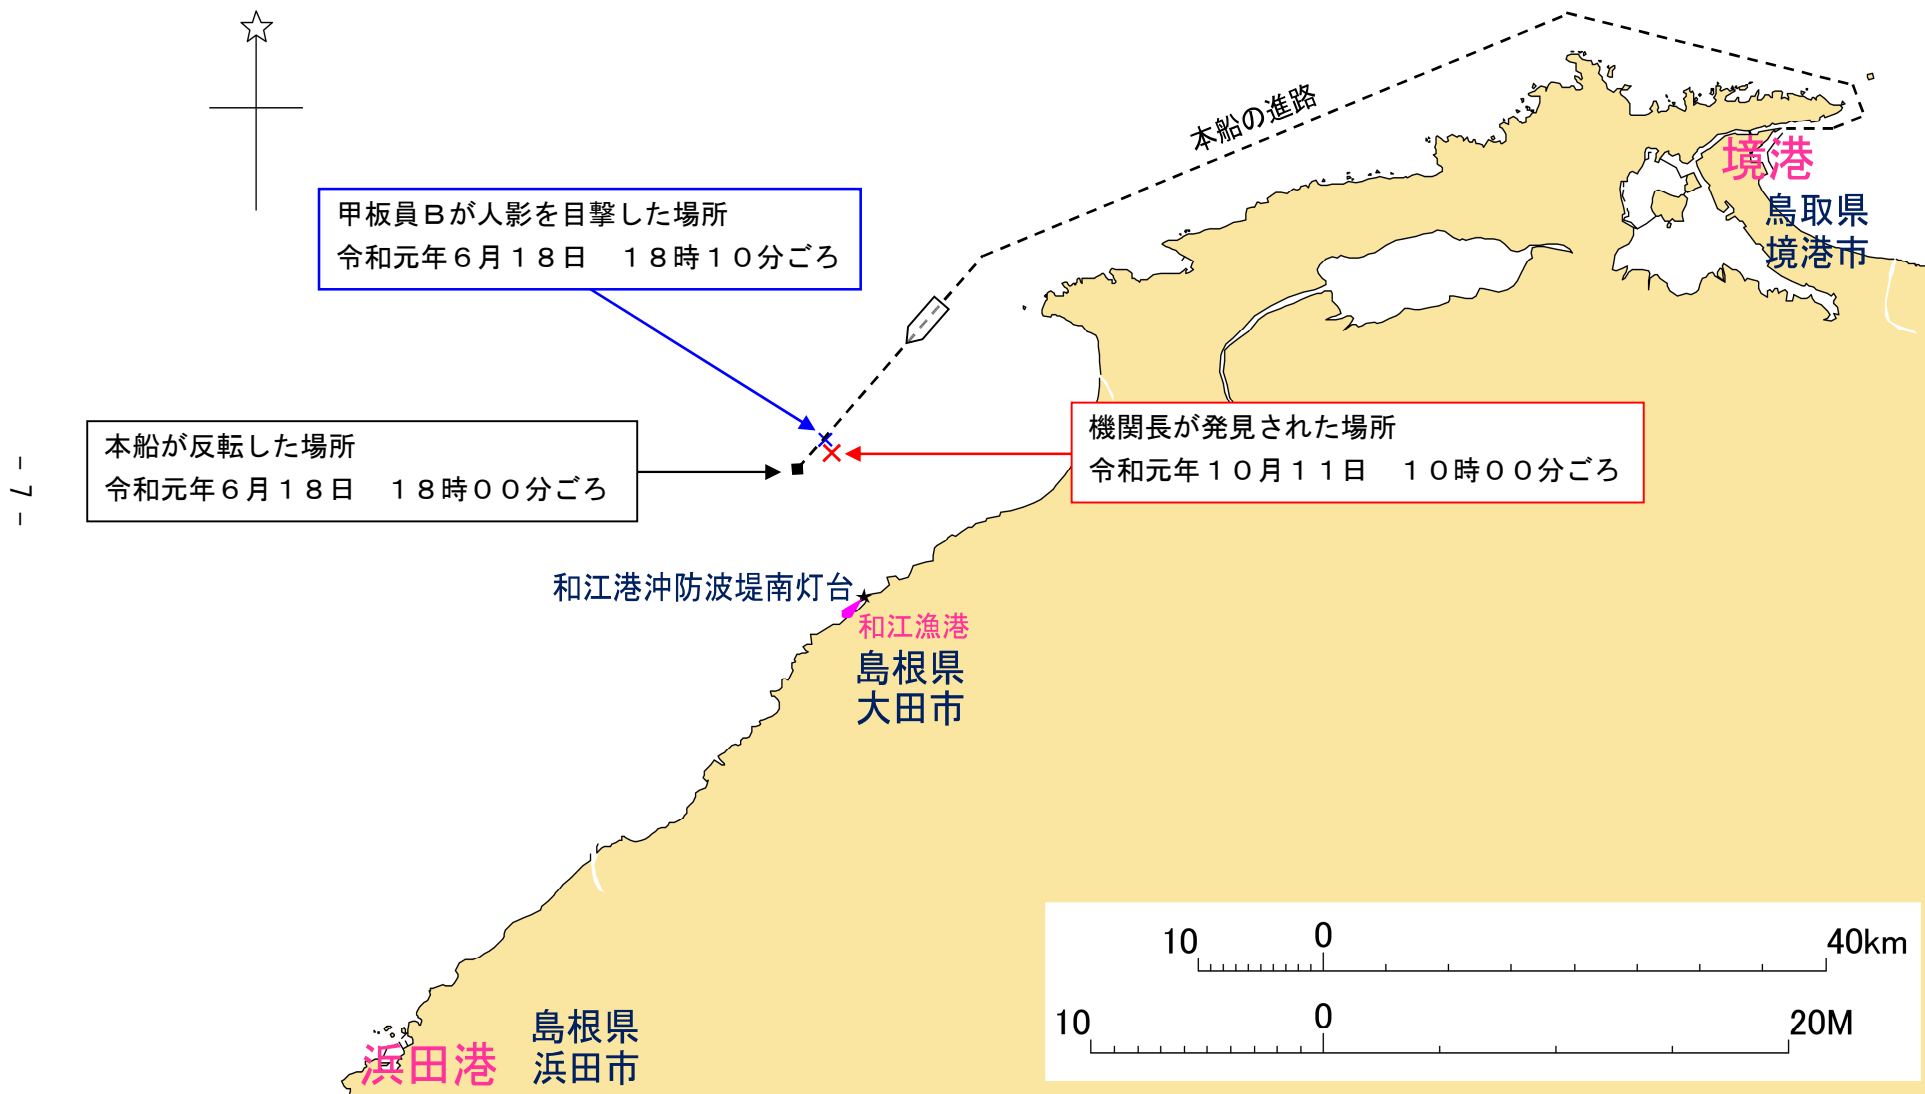 本船の進路
境港
鳥取県
境港市
甲板員Bが人影を目撃した場所
令和元年6月18日 18時10分ごろ
本船が反転した場所
令和元年6月18日 18時00分ごろ
機関長が発見された場所
令和元年10月11日 10時00分ごろ
- 7 -
和江港沖防波堤南灯台
和江漁港
島根県
大田市
島根県
浜田市
浜田港
10 0 40km
10 0 20M